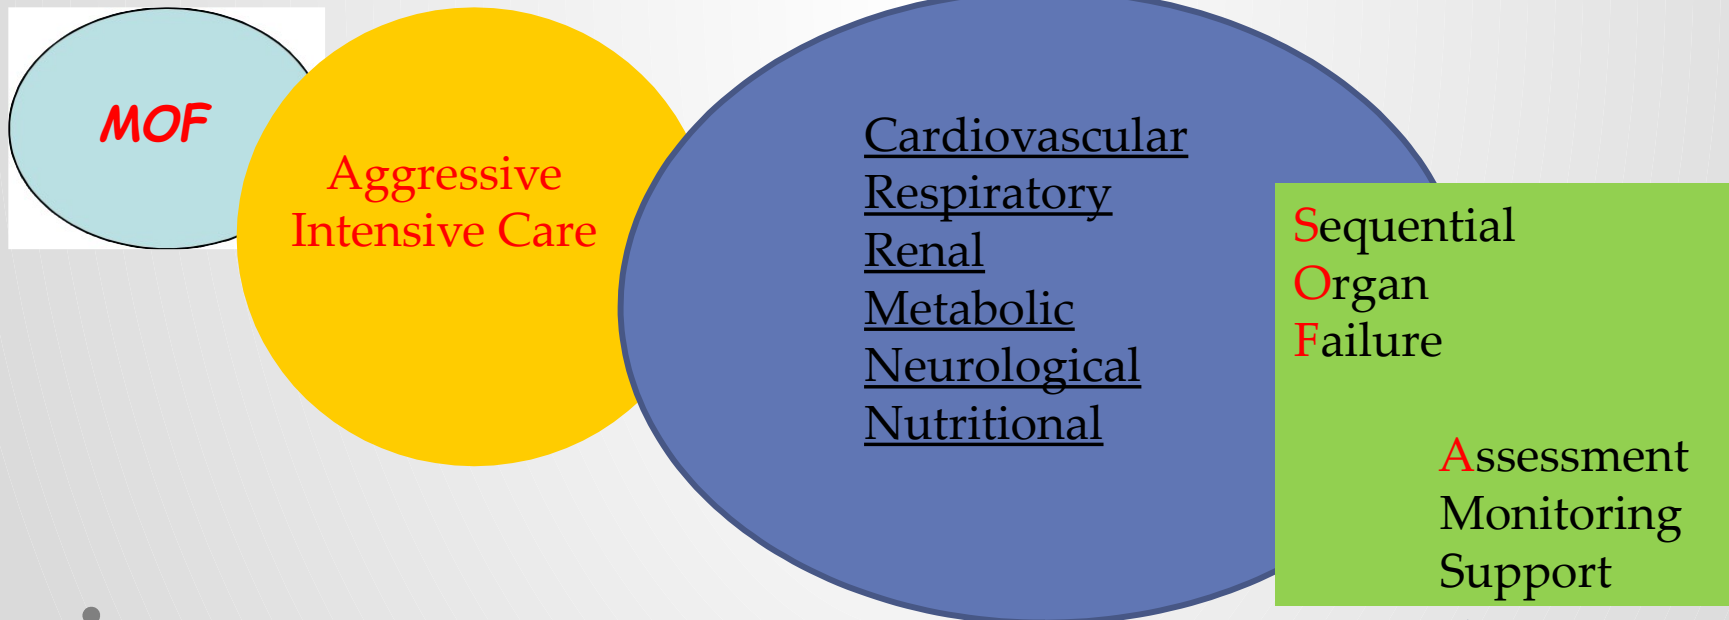 MOF
Aggressive
Intensive Care
Cardiovascular
Respiratory
Renal
Metabolic
Neurological
Nutritional
Sequential
Organ
Failure
Assessment
Monitoring
Support